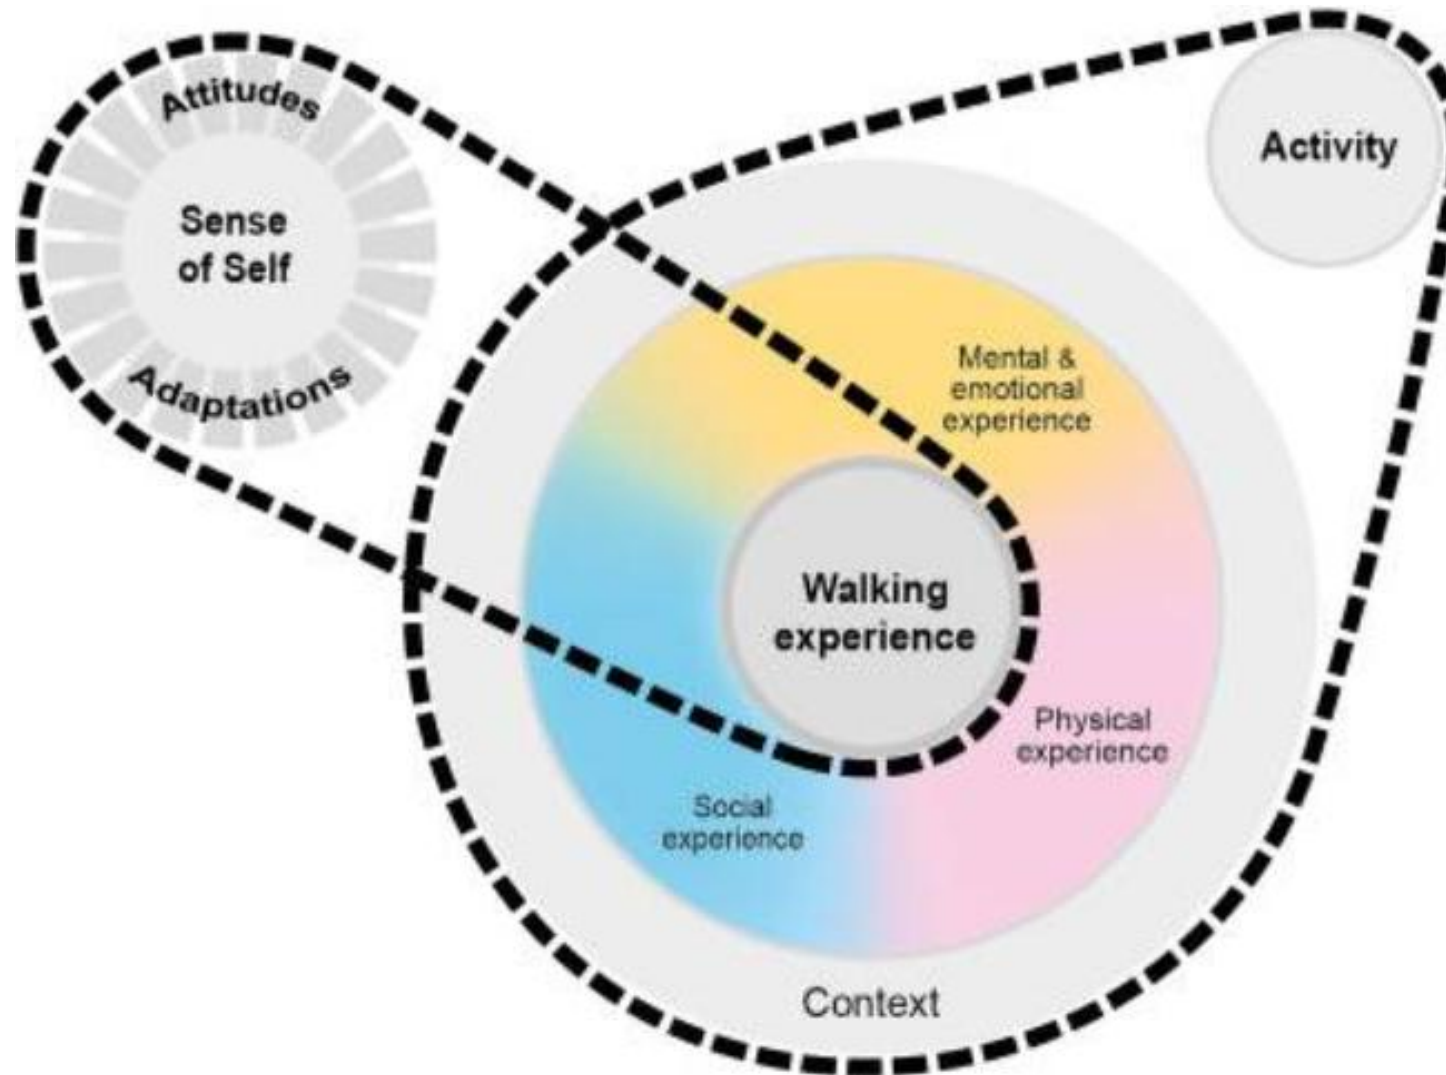 Attitudes
Sense
of Self
Adaptations
Activity
Mental &
emotional
experience
Walking
experience
Physical
experience
Social
experience
Context